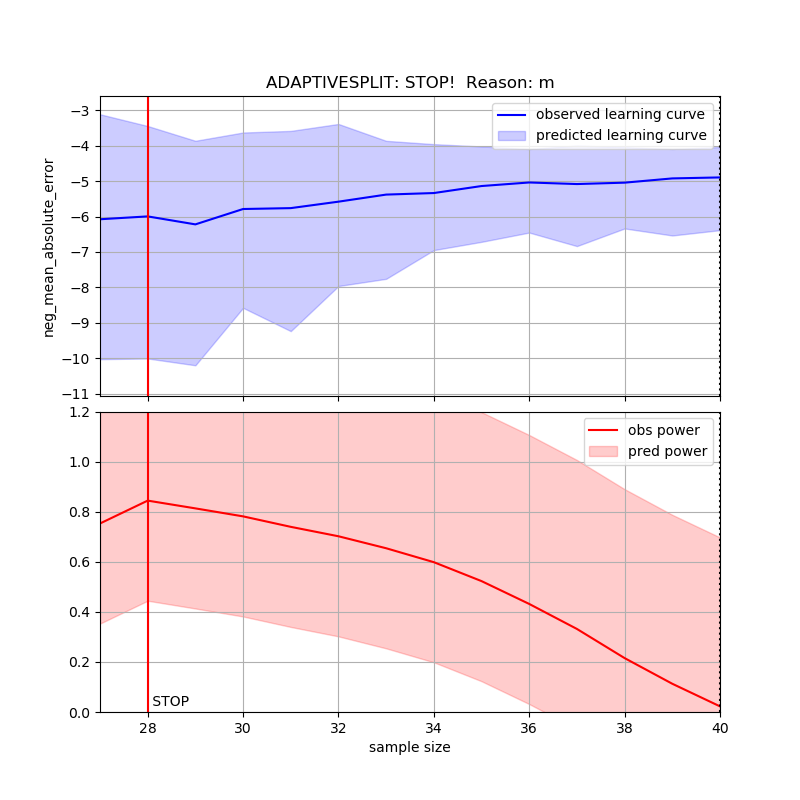 ADAPTIVESPLIT: STOP!  Reason: m
−3
−4
−5
−6
−7
−8
−9
−10
−11
neg_mean_absolute_error
observed learning curve
predicted learning curve
1.2
1.0
0.8
0.6
0.4
0.2
0.0
obs power
pred power
STOP
28 30 32 34 36 38 40
sample size